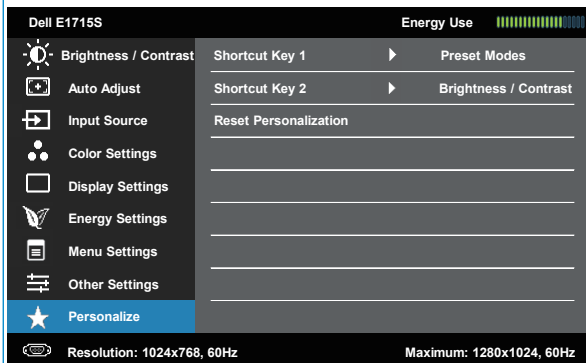 Dell E1715S Energy Use
Brightness / Contrast Shortcut Key 1 Preset Modes
Auto Adjust Shortcut Key 2 Brightness / Contrast
Input Source Reset Personalization
Color Settings
Display Settings
Energy Settings
Menu Settings
Other Settings
Personalize
Resolution: 1024x768, 60Hz Maximum: 1280x1024, 60Hz